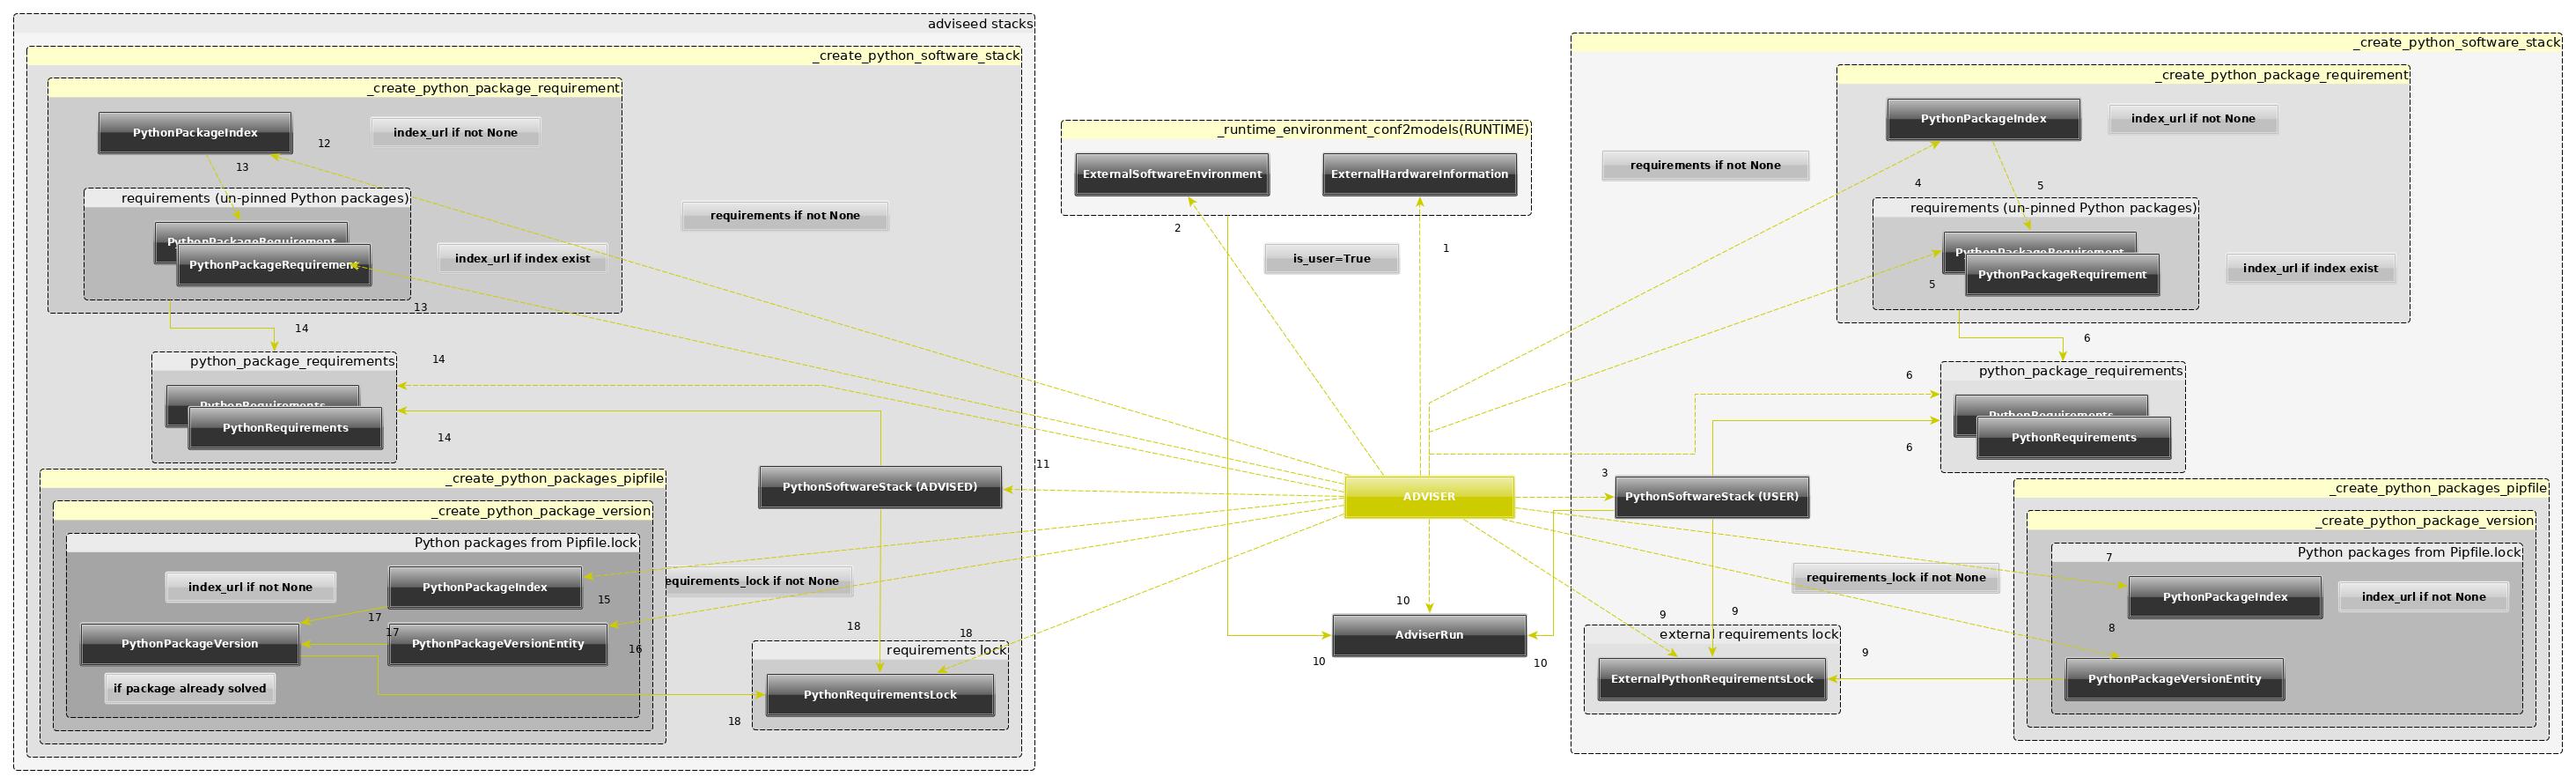 adviseed stacks
_create_python_software_stack
_create_python_package_requirement
PythonPackageIndex
index_url if not None
12
13
requirements (un-pinned Python packages)
PythonPackageRequirement
PythonPackageRequirement
index_url if index exist
requirements if not None
13
14
python_package_requirements
14
PythonRequirements
PythonRequirements
14
_create_python_packages_pipfile
_create_python_package_version
Python packages from Pipfile.lock
index_url if not None
PythonPackageIndex
15
17
17
PythonPackageVersion
PythonPackageVersionEntity
16
if package already solved
equirements_lock if not None
PythonSoftwareStack (ADVISED)
11
18
18
requirements lock
PythonRequirementsLock
18
_runtime_environment_conf2models(RUNTIME)
ExternalSoftwareEnvironment
ExternalHardwareInformation
2
1
is_user=True
ADVISER
10
AdviserRun
10
10
_create_python_software_stack
_create_python_package_requirement
PythonPackageIndex
index_url if not None
requirements if not None
4
5
requirements (un-pinned Python packages)
PythonPackageRequirement
PythonPackageRequirement
index_url if index exist
5
6
python_package_requirements
6
PythonRequirements
PythonRequirements
6
3
PythonSoftwareStack (USER)
_create_python_packages_pipfile
_create_python_package_version
Python packages from Pipfile.lock
7
PythonPackageIndex
index_url if not None
requirements_lock if not None
8
PythonPackageVersionEntity
9
9
external requirements lock
9
ExternalPythonRequirementsLock